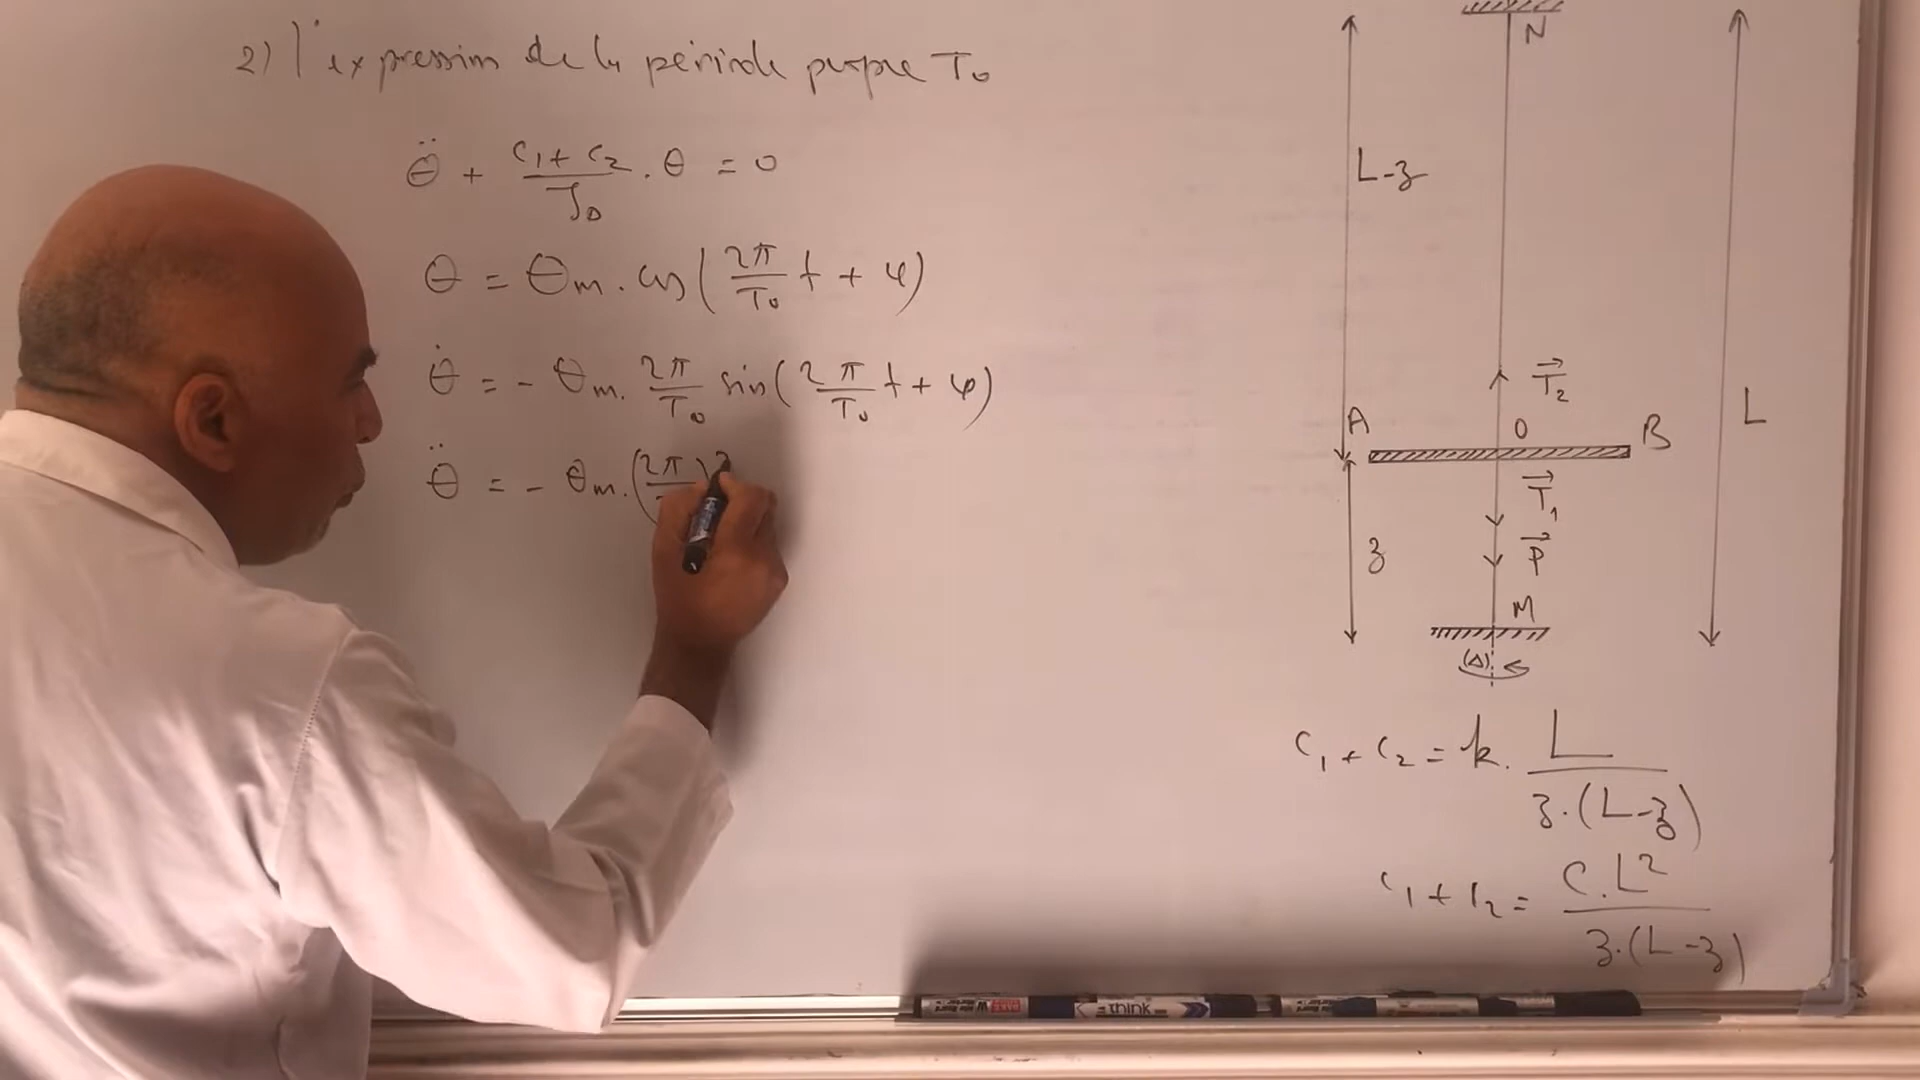 2) l'expression de la période propre T₀
θ̈ + (C₁ + C₂)/J_Δ . θ = 0
θ = θm . cos(2π/T₀ t + φ)
θ̇ = - θm . 2π/T₀ sin(2π/T₀ t + φ)
θ̈ = - θm . (2π
N
L-z
L
T₂
A
O
B
T₁
z
P
M
(Δ)
C₁ + C₂ = k . L/(z.(L-z))
C₁ + C₂ = C.L²/(z.(L-z))
think